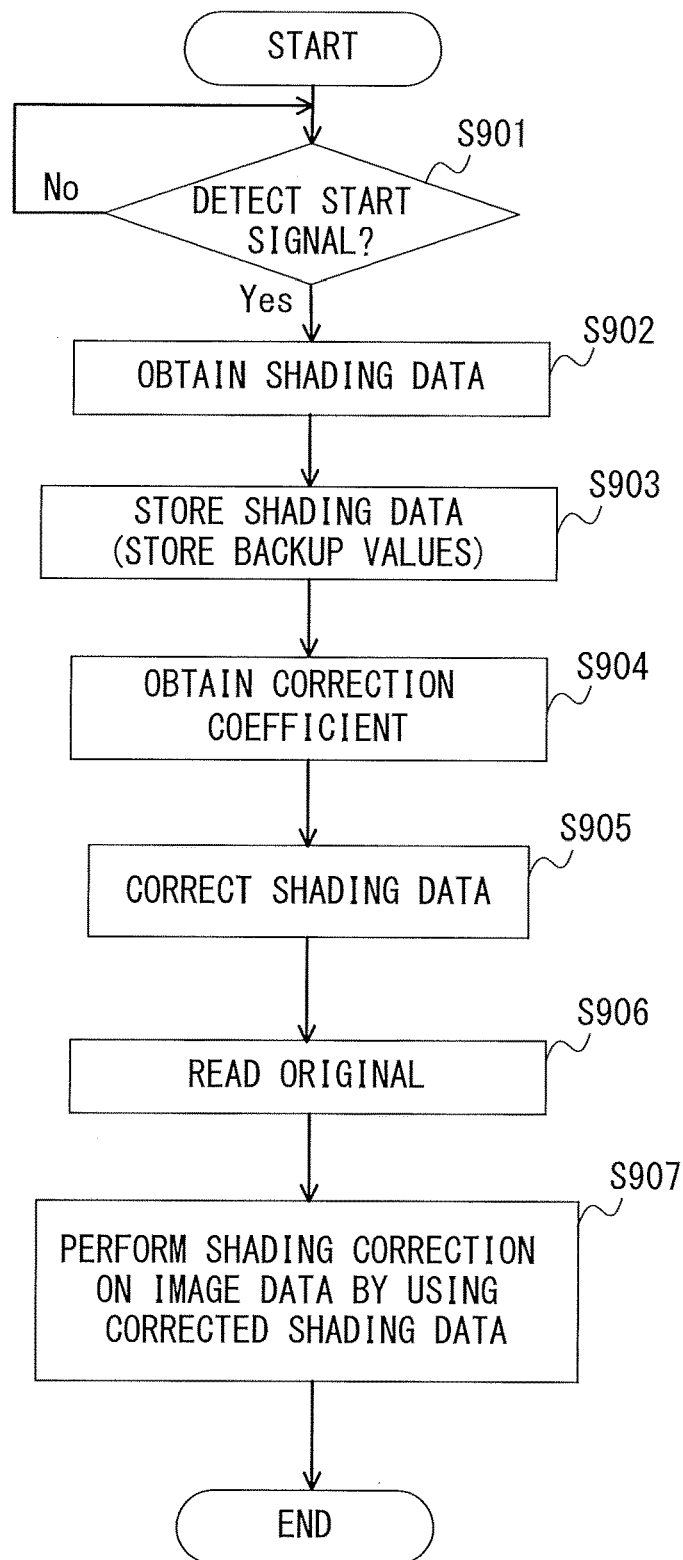 START
S901
No
DETECT START
SIGNAL?
Yes
S902
OBTAIN SHADING DATA
S903
STORE SHADING DATA
(STORE BACKUP VALUES)
S904
OBTAIN CORRECTION
COEFFICIENT
S905
CORRECT SHADING DATA
S906
READ ORIGINAL
S907
PERFORM SHADING CORRECTION
ON IMAGE DATA BY USING
CORRECTED SHADING DATA
END